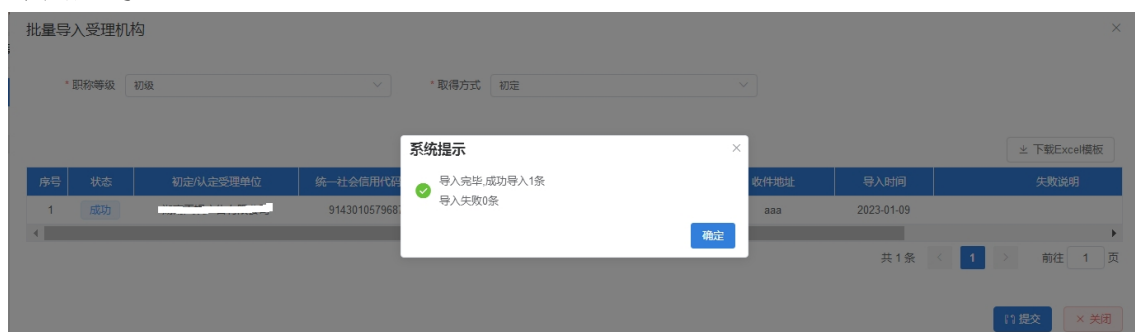 批量导入受理机构
* 职称等级 初级
* 取得方式 初定
系统提示
导入完毕,成功导入1条
导入失败0条
确定
下载Excel模板
序号 状态 初定/认定受理单位 统一社会信用代码 收件地址 导入时间 失败说明
1 成功 914301057968 aaa 2023-01-09
共 1 条 1 前往 1 页
提交 × 关闭